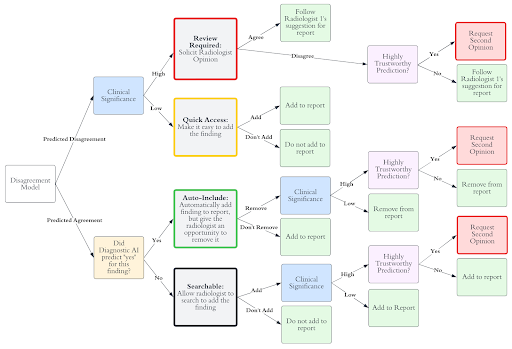 Follow
Radiologist 1's
suggestion for
report
Review
Required:
Solicit Radiologist
Opinion
Agree
Disagree
Highly
Trustworthy
Prediction?
Yes
Request
Second
Opinion
No
Follow
Radiologist 1's
suggestion for
report
Clinical
Significance
High
Low
Quick Access:
Make it easy to add
the finding
Add
Add to report
Don't Add
Do not add to
report
Predicted Disagreement
Disagreement
Model
Predicted Agreement
Did
Diagnostic AI
predict 'yes'
for this
finding?
Yes
No
Auto-Include:
Automatically add
finding to report,
but give the
radiologist an
opportunity to
remove it
Remove
Don't Remove
Clinical
Significance
High
Low
Highly
Trustworthy
Prediction?
Yes
Request
Second
Opinion
No
Remove from
report
Remove from
report
Add to
report
Searchable:
Allow radiologist to
search to add the
finding
Add
Don't Add
Clinical
Significance
High
Low
Highly
Trustworthy
Prediction?
Yes
Request
Second
Opinion
No
Add to report
Add to Report
Do not add to
report